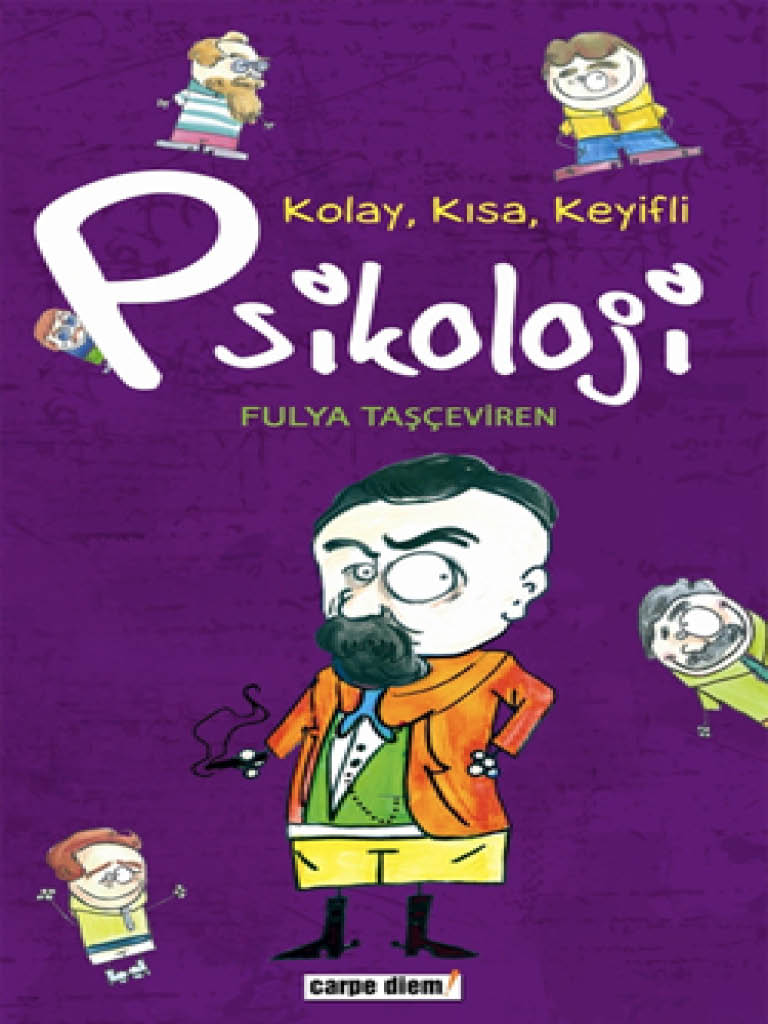 Kolay, Kısa, Keyifli
Psikoloji
FULYA TAŞÇEVİREN
carpe diem!